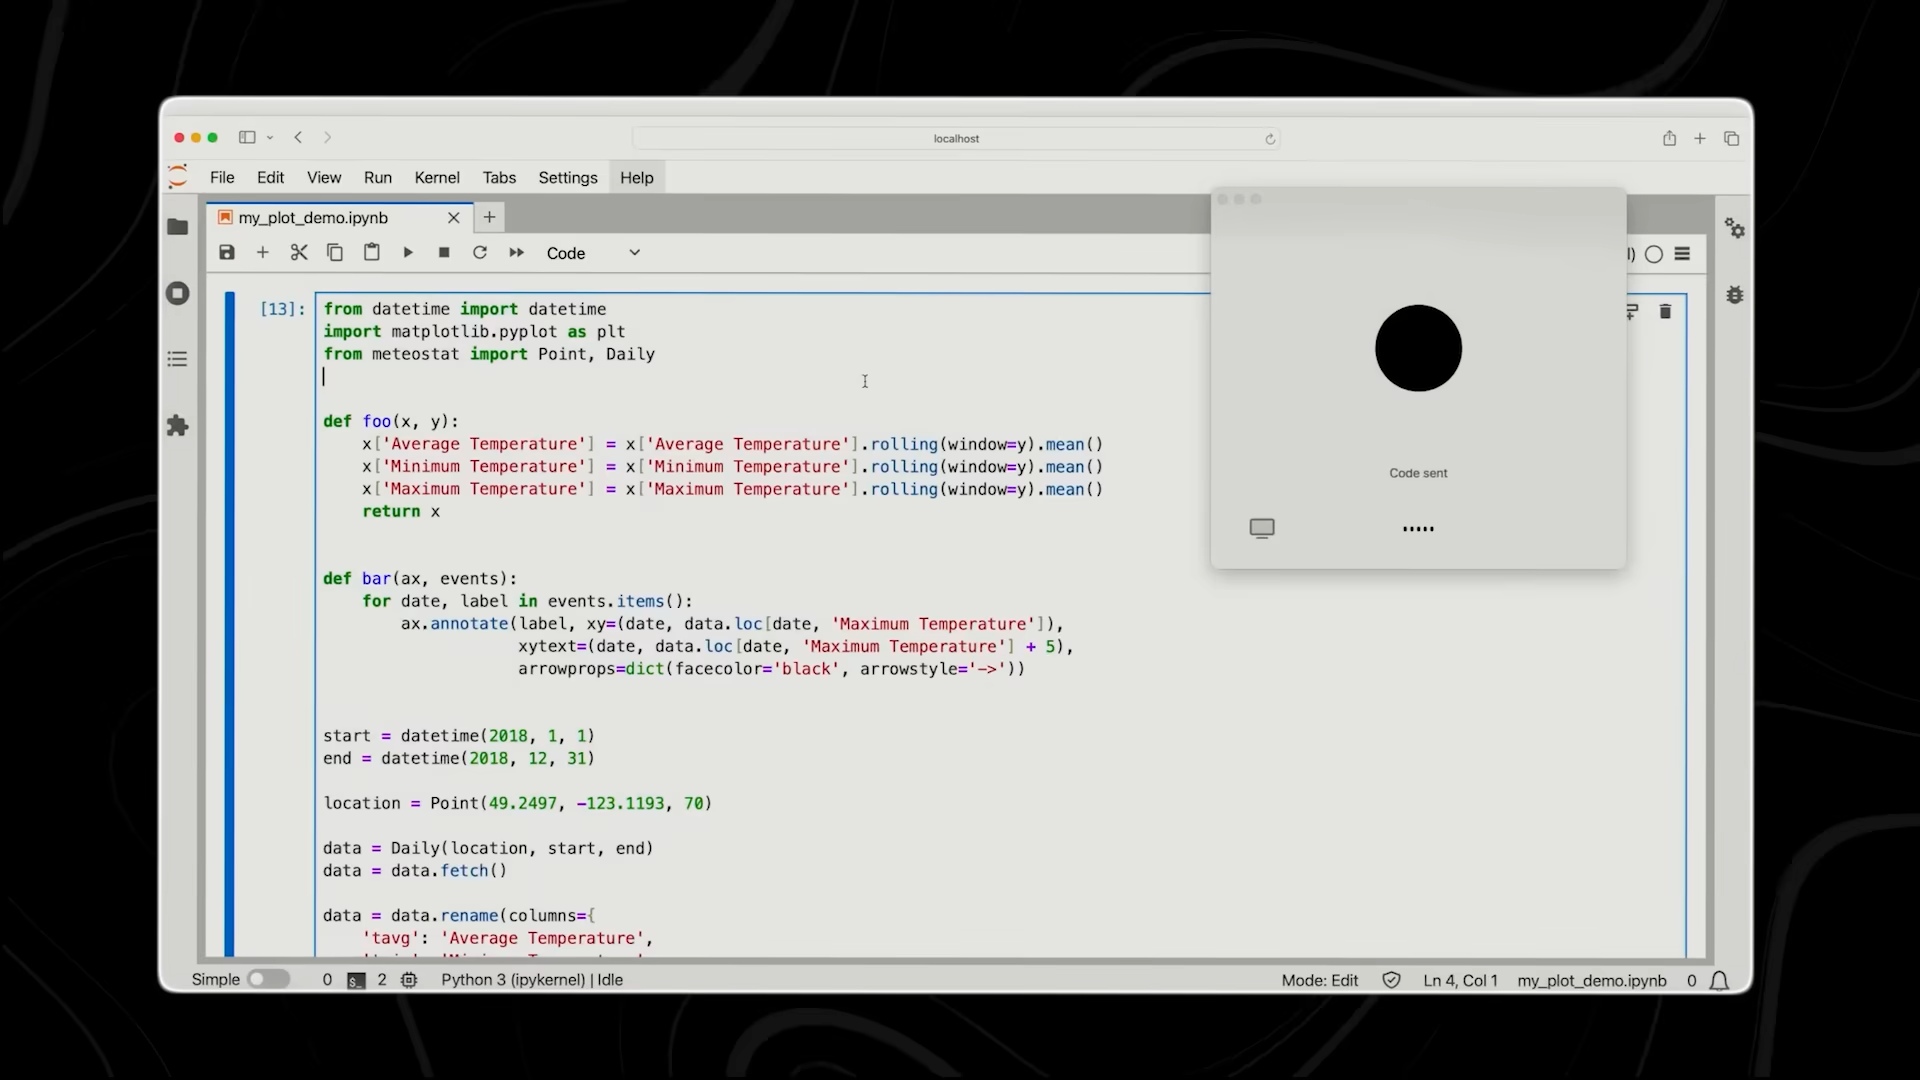 localhost
File Edit View Run Kernel Tabs Settings Help
my_plot_demo.ipynb
Code
[13]:
from datetime import datetime
import matplotlib.pyplot as plt
from meteostat import Point, Daily
def foo(x, y):
    x['Average Temperature'] = x['Average Temperature'].rolling(window=y).mean()
    x['Minimum Temperature'] = x['Minimum Temperature'].rolling(window=y).mean()
    x['Maximum Temperature'] = x['Maximum Temperature'].rolling(window=y).mean()
    return x
def bar(ax, events):
    for date, label in events.items():
        ax.annotate(label, xy=(date, data.loc[date, 'Maximum Temperature']),
                    xytext=(date, data.loc[date, 'Maximum Temperature'] + 5),
                    arrowprops=dict(facecolor='black', arrowstyle='->'))
start = datetime(2018, 1, 1)
end = datetime(2018, 12, 31)
location = Point(49.2497, -123.1193, 70)
data = Daily(location, start, end)
data = data.fetch()
data = data.rename(columns={
    'tavg': 'Average Temperature',
Code sent
Simple 0 2 Python 3 (ipykernel) | Idle Mode: Edit Ln 4, Col 1 my_plot_demo.ipynb 0